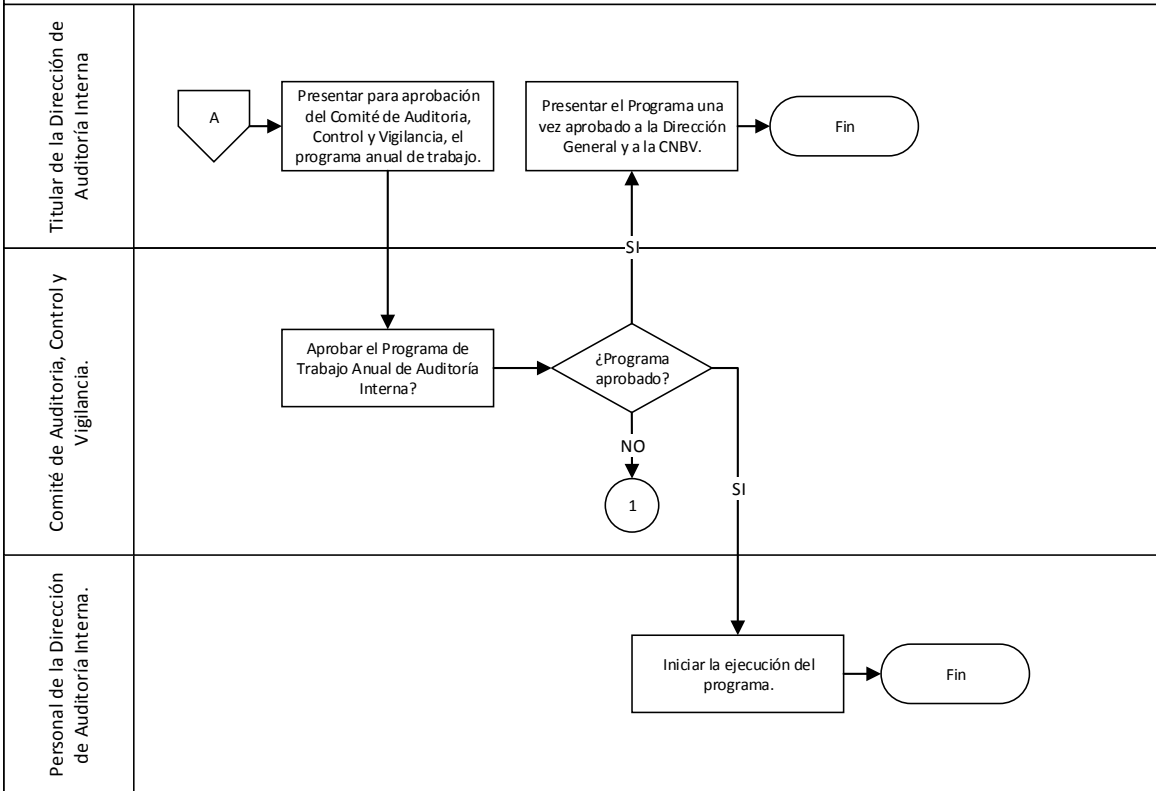 Titular de la Dirección de
Auditoría Interna
A
Presentar para aprobación
del Comité de Auditoria,
Control y Vigilancia, el
programa anual de trabajo.
Presentar el Programa una
vez aprobado a la Dirección
General y a la CNBV.
Fin
SI
Comité de Auditoria, Control y
Vigilancia.
Aprobar el Programa de
Trabajo Anual de Auditoría
Interna?
¿Programa
aprobado?
NO
1
SI
Personal de la Dirección
de Auditoría Interna.
Iniciar la ejecución del
programa.
Fin